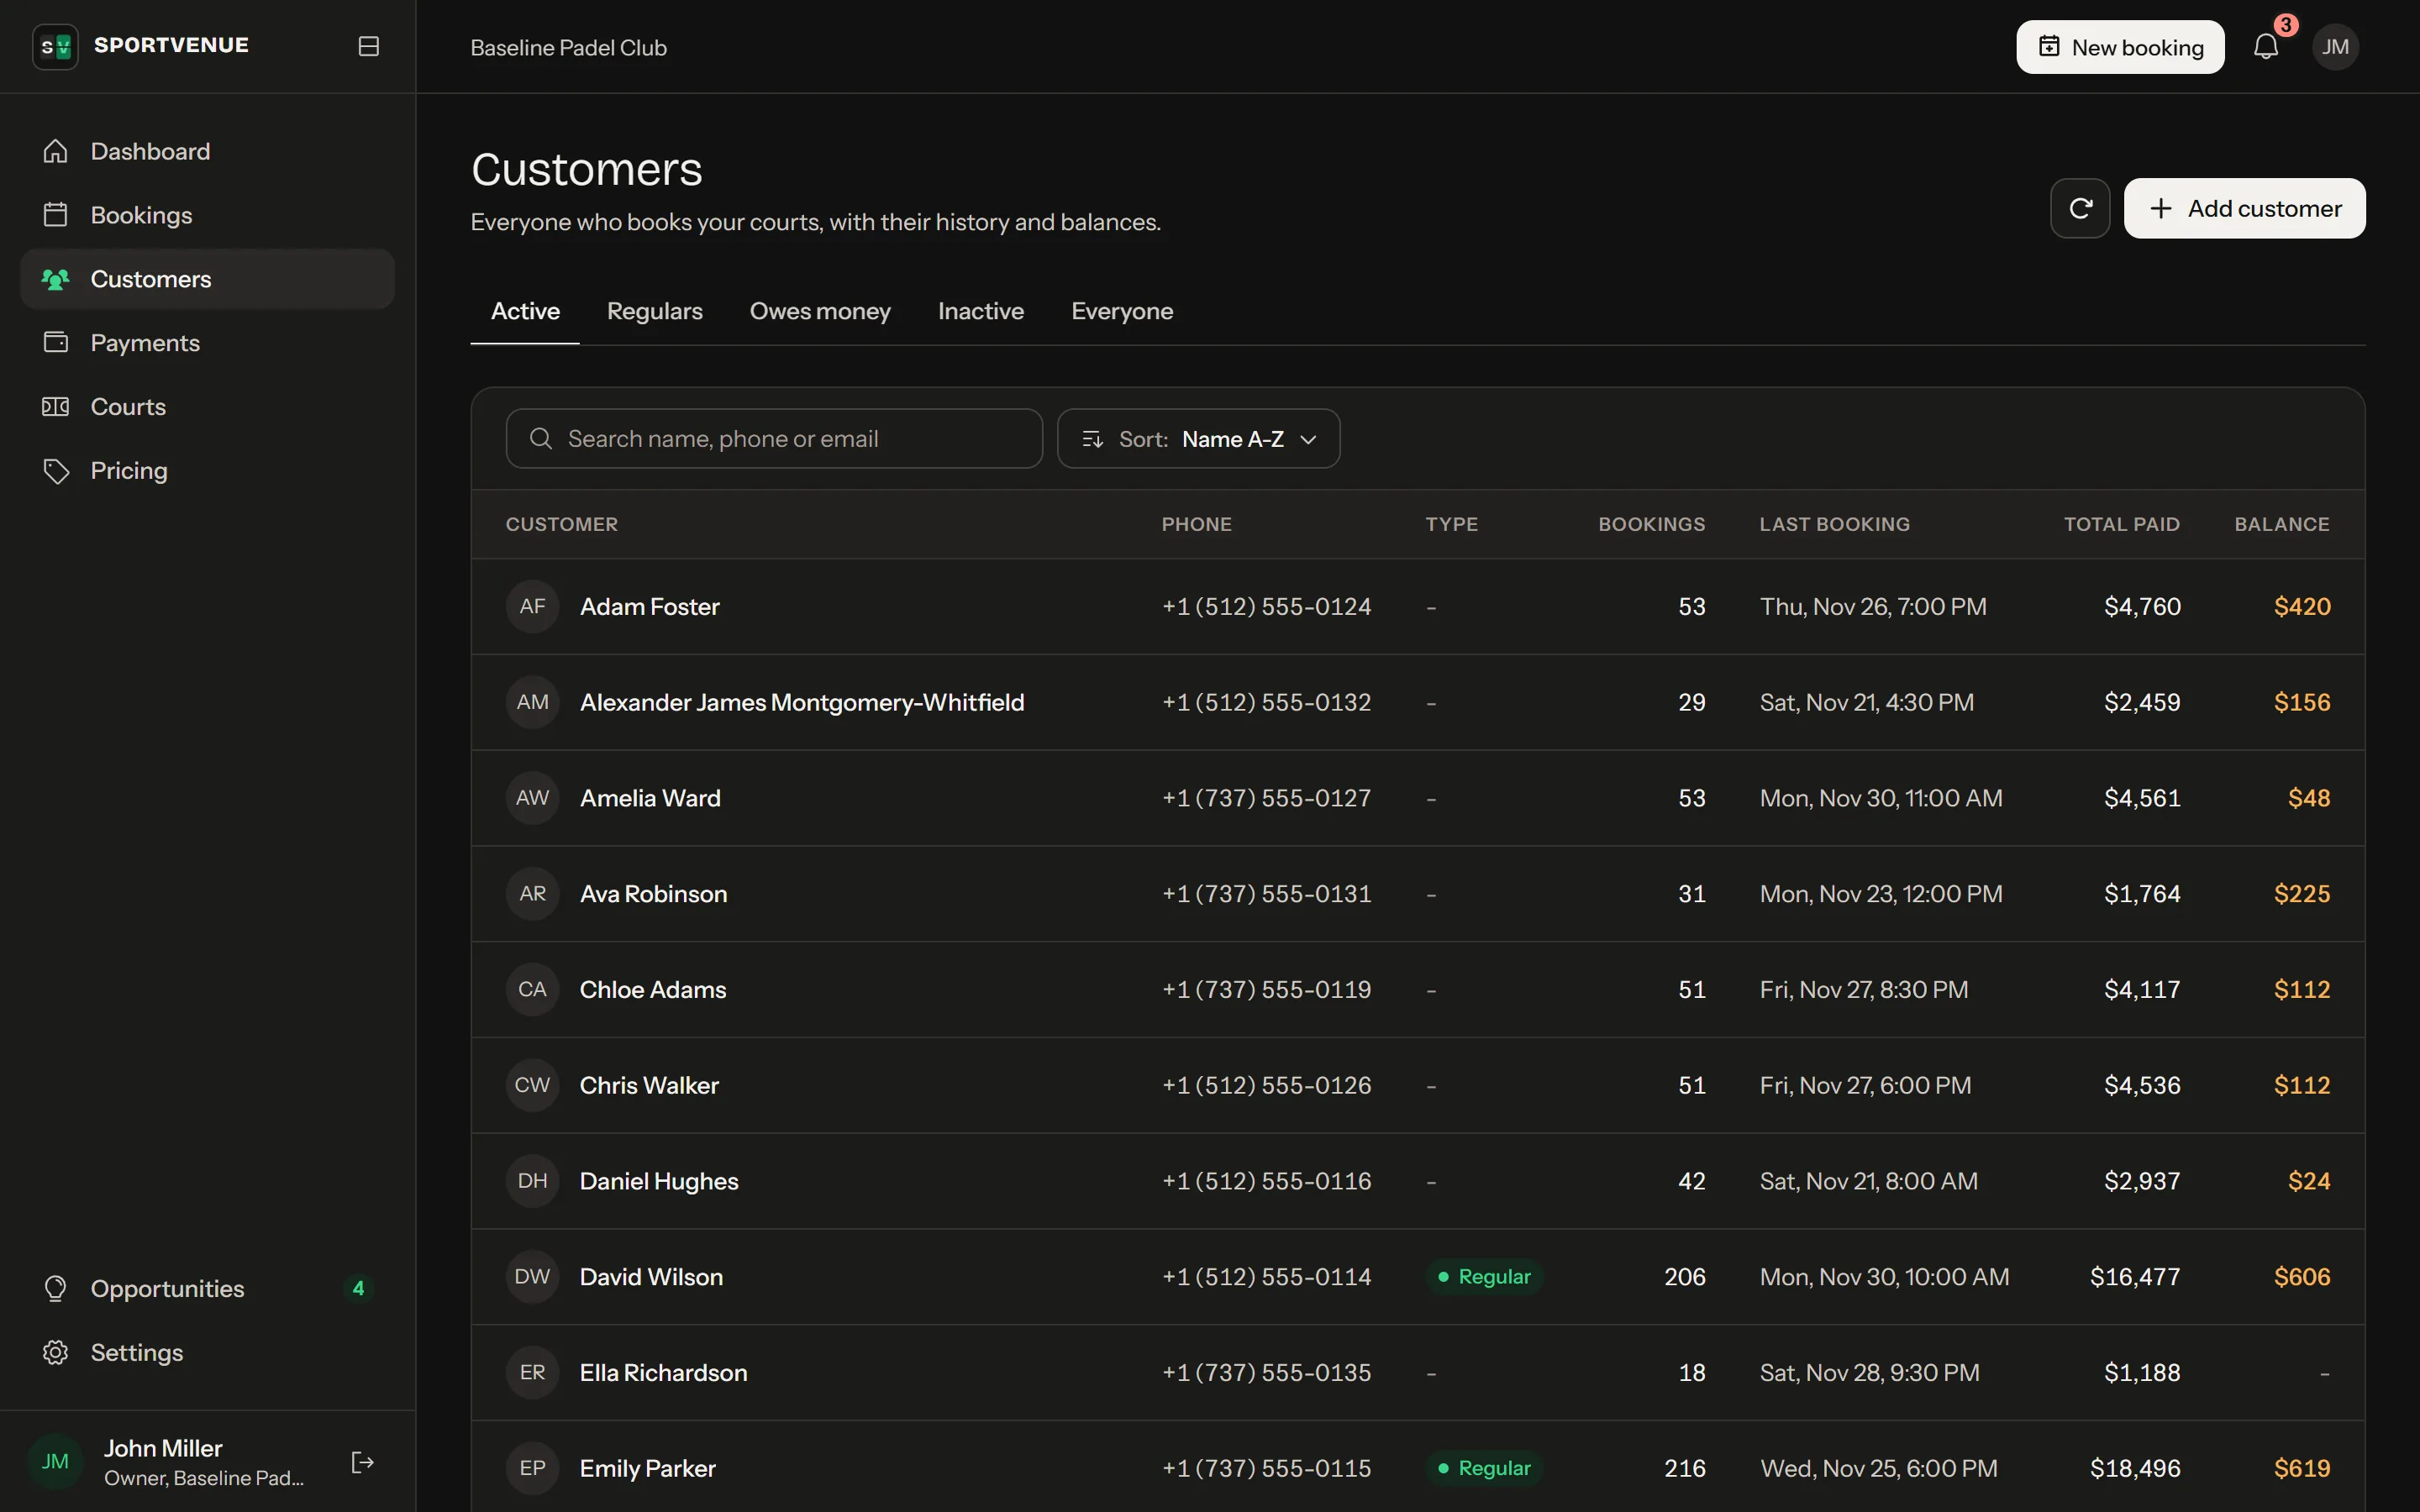 SV SPORTVENUE
Baseline Padel Club
New booking
3
JM
Dashboard
Bookings
Customers
Payments
Courts
Pricing
Opportunities 4
Settings
JM John Miller
Owner, Baseline Pad...
Customers
Everyone who books your courts, with their history and balances.
Add customer
Active Regulars Owes money Inactive Everyone
Search name, phone or email Sort: Name A-Z
CUSTOMER PHONE TYPE BOOKINGS LAST BOOKING TOTAL PAID BALANCE
AF Adam Foster +1 (512) 555-0124 - 53 Thu, Nov 26, 7:00 PM $4,760 $420
AM Alexander James Montgomery-Whitfield +1 (512) 555-0132 - 29 Sat, Nov 21, 4:30 PM $2,459 $156
AW Amelia Ward +1 (737) 555-0127 - 53 Mon, Nov 30, 11:00 AM $4,561 $48
AR Ava Robinson +1 (737) 555-0131 - 31 Mon, Nov 23, 12:00 PM $1,764 $225
CA Chloe Adams +1 (737) 555-0119 - 51 Fri, Nov 27, 8:30 PM $4,117 $112
CW Chris Walker +1 (512) 555-0126 - 51 Fri, Nov 27, 6:00 PM $4,536 $112
DH Daniel Hughes +1 (512) 555-0116 - 42 Sat, Nov 21, 8:00 AM $2,937 $24
DW David Wilson +1 (512) 555-0114 Regular 206 Mon, Nov 30, 10:00 AM $16,477 $606
ER Ella Richardson +1 (737) 555-0135 - 18 Sat, Nov 28, 9:30 PM $1,188 -
EP Emily Parker +1 (737) 555-0115 Regular 216 Wed, Nov 25, 6:00 PM $18,496 $619